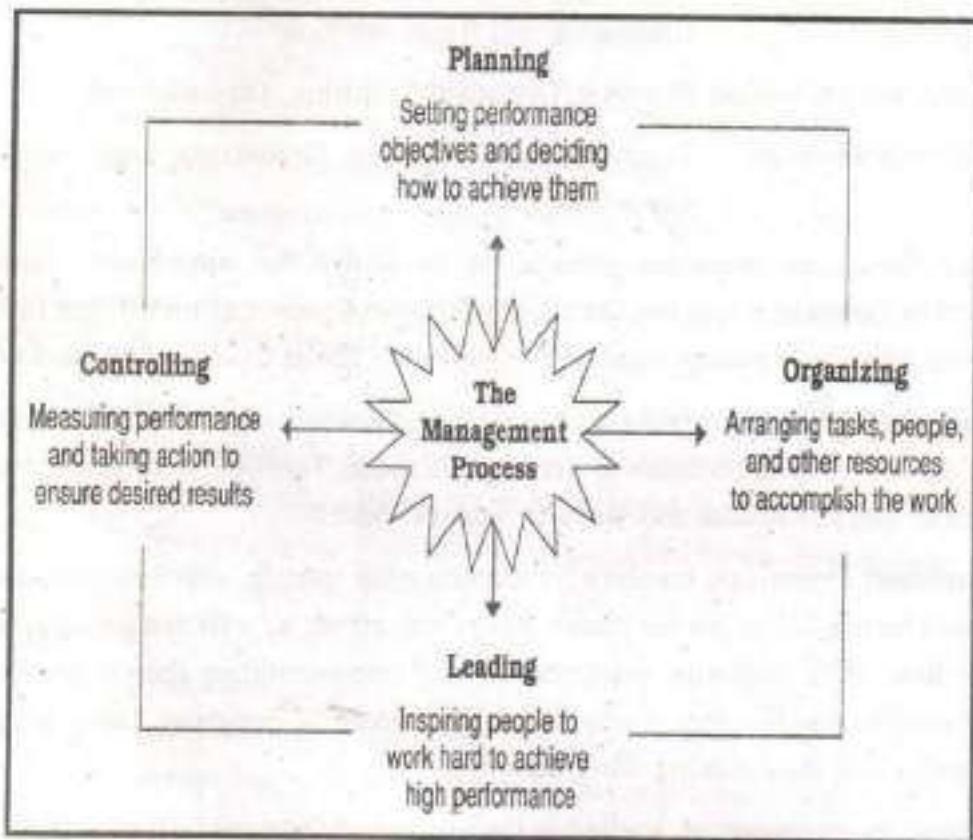 Planning
Setting performance
objectives and deciding
how to achieve them
Controlling
Measuring performance
and taking action to
ensure desired results
The
Management
Process
Organizing
Arranging tasks, people,
and other resources
to accomplish the work
Leading
Inspiring people to
work hard to achieve
high performance